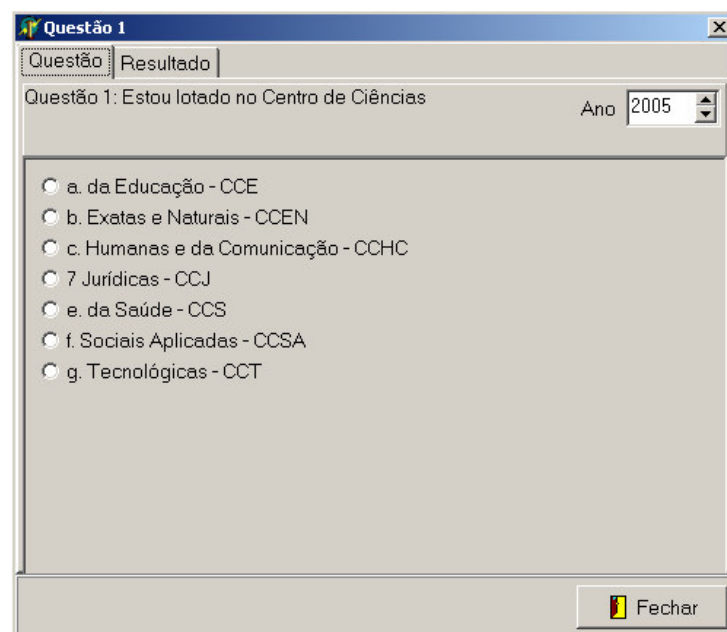 Questão 1
Questão Resultado
Questão 1: Estou lotado no Centro de Ciências
Ano 2005
a. da Educação - CCE
b. Exatas e Naturais - CCEN
c. Humanas e da Comunicação - CCHC
7 Jurídicas - CCJ
e. da Saúde - CCS
f. Sociais Aplicadas - CCSA
g. Tecnológicas - CCT
Fechar